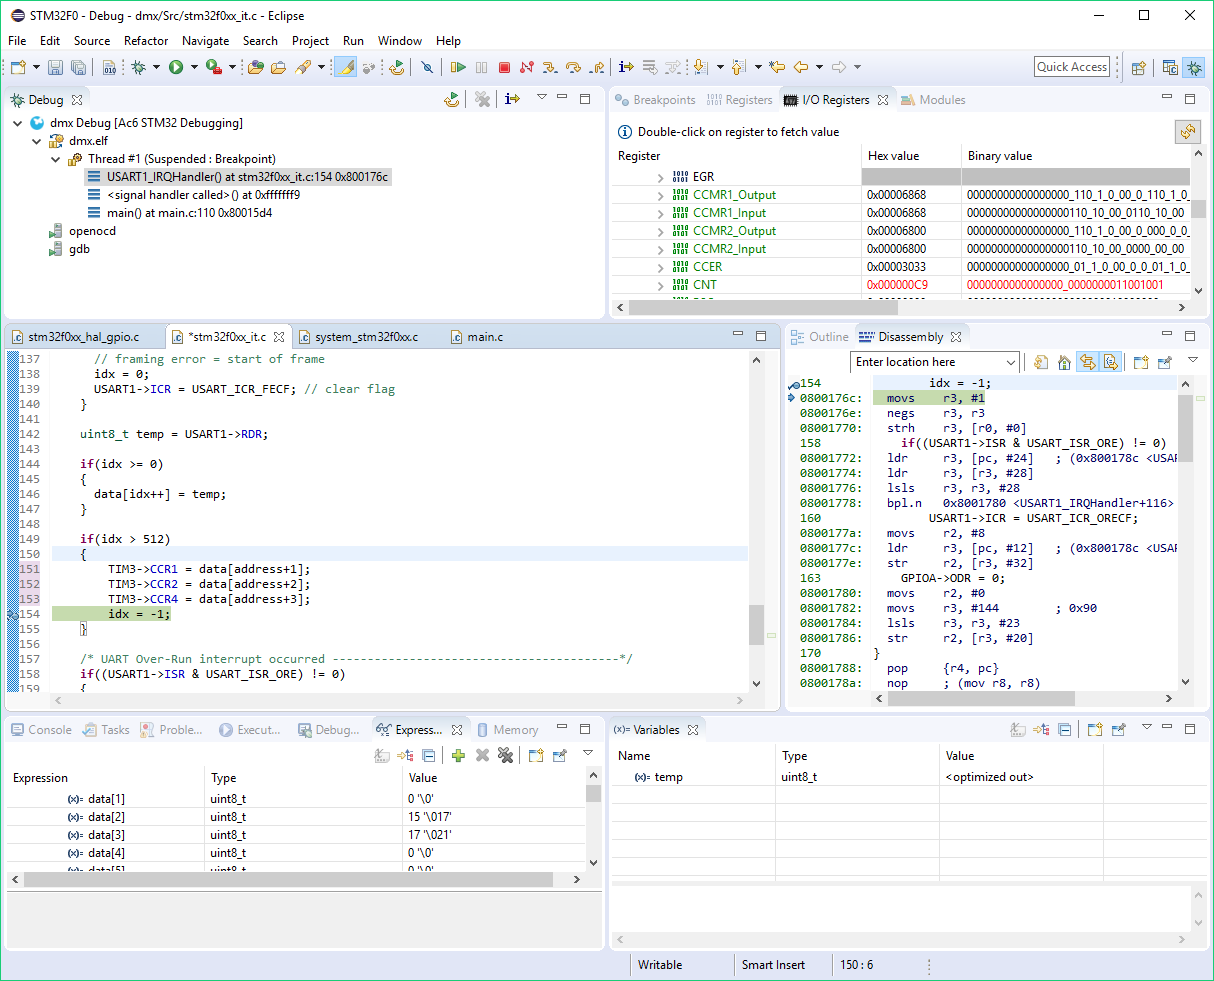 STM32F0 - Debug - dmx/Src/stm32f0xx_it.c - Eclipse
File Edit Source Refactor Navigate Search Project Run Window Help
Quick Access
Debug
dmx Debug [Ac6 STM32 Debugging]
dmx.elf
Thread #1 (Suspended : Breakpoint)
USART1_IRQHandler() at stm32f0xx_it.c:154 0x800176c
<signal handler called>() at 0xfffffff9
main() at main.c:110 0x80015d4
openocd
gdb
Breakpoints Registers I/O Registers Modules
Double-click on register to fetch value
Register Hex value Binary value
EGR
CCMR1_Output 0x00006868 0000000000000000_110_1_0_00_0_110_1_0_
CCMR1_Input 0x00006868 0000000000000000110_10_00_0110_10_00
CCMR2_Output 0x00006800 0000000000000000_110_1_0_00_0_000_0_0_
CCMR2_Input 0x00006800 0000000000000000110_10_00_0000_00_00
CCER 0x00003033 0000000000000000_01_1_0_00_0_0_01_1_0_
CNT 0x000000C9 0000000000000000_0000000011001001
stm32f0xx_hal_gpio.c *stm32f0xx_it.c system_stm32f0xx.c main.c
137 // framing error = start of frame
138 idx = 0;
139 USART1->ICR = USART_ICR_FECF; // clear flag
140 }
141
142 uint8_t temp = USART1->RDR;
143
144 if(idx >= 0)
145 {
146 data[idx++] = temp;
147 }
148
149 if(idx > 512)
150 {
151 TIM3->CCR1 = data[address+1];
152 TIM3->CCR2 = data[address+2];
153 TIM3->CCR4 = data[address+3];
154 idx = -1;
155 }
156
157 /* UART Over-Run interrupt occurred -----------------------------------------*/
158 if((USART1->ISR & USART_ISR_ORE) != 0)
159 {
Outline Disassembly
Enter location here
154 idx = -1;
0800176c: movs r3, #1
0800176e: negs r3, r3
08001770: strh r3, [r0, #0]
158 if((USART1->ISR & USART_ISR_ORE) != 0)
08001772: ldr r3, [pc, #24] ; (0x800178c <USAR
08001774: ldr r3, [r3, #28]
08001776: lsls r3, r3, #28
08001778: bpl.n 0x8001780 <USART1_IRQHandler+116>
160 USART1->ICR = USART_ICR_ORECF;
0800177a: movs r2, #8
0800177c: ldr r3, [pc, #12] ; (0x800178c <USAR
0800177e: str r2, [r3, #32]
163 GPIOA->ODR = 0;
08001780: movs r2, #0
08001782: movs r3, #144 ; 0x90
08001784: lsls r3, r3, #23
08001786: str r2, [r3, #20]
170 }
08001788: pop {r4, pc}
0800178a: nop ; (mov r8, r8)
Console Tasks Proble... Execut... Debug... Express... Memory
Expression Type Value
(x)= data[1] uint8_t 0 '\0'
(x)= data[2] uint8_t 15 '\017'
(x)= data[3] uint8_t 17 '\021'
(x)= data[4] uint8_t 0 '\0'
(x)= data[5] uint8_t 0 '\0'
(x)= Variables
Name Type Value
(x)= temp uint8_t <optimized out>
Writable Smart Insert 150 : 6